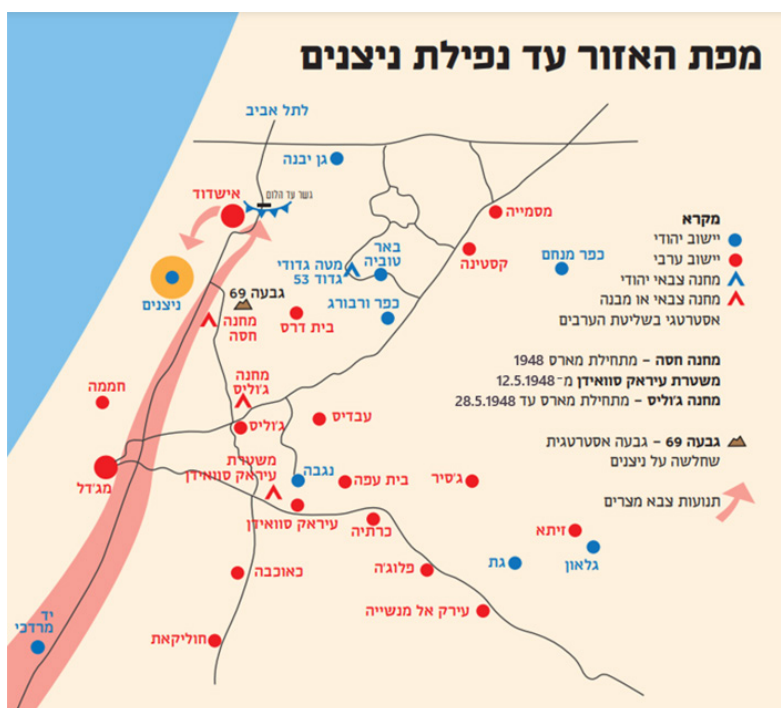 מפת האזור עד נפילת ניצנים
לתל אביב
גן יבנה
גשר עד הלום
אישדוד
מסמייה
באר
טוביה
מטה גדודי
גדוד 53
קסטינה
כפר מנחם
ניצנים
גבעה 69
כפר ורבורג
בית דרס
מחנה
חסה
מקרא
יישוב יהודי
יישוב ערבי
מחנה צבאי יהודי
מחנה צבאי או מבנה
אסטרטגי בשליטת הערבים
מחנה חסה – מתחילת מארס 1948
משטרת עיראק סוואידן מ־12.5.1948
מחנה ג'וליס – מתחילת מארס עד 28.5.1948
גבעה 69 – גבעה אסטרטגית
שחלשה על ניצנים
תנועות צבא מצרים
מחנה
ג'וליס
חממה
ג'וליס
עבדיס
משטרת
עיראק סוואידן
נגבה
בית עפה
ג'סיר
מג'דל
עיראק סוואידן
כרתיה
זיתא
גלאון
גת
כאוכבה
פלוג'ה
עירק אל מנשייה
יד
מרדכי
חוליקאת